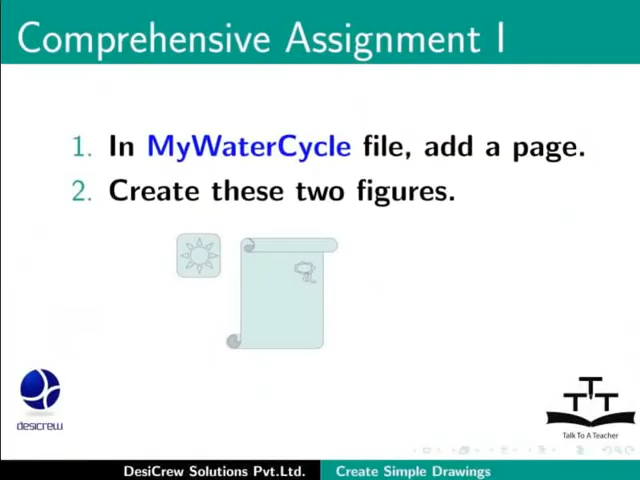 Comprehensive Assignment I
1. In MyWaterCycle file, add a page.
2. Create these two figures.
desicrew
TTT
Talk To A Teacher
DesiCrew Solutions Pvt.Ltd. Create Simple Drawings